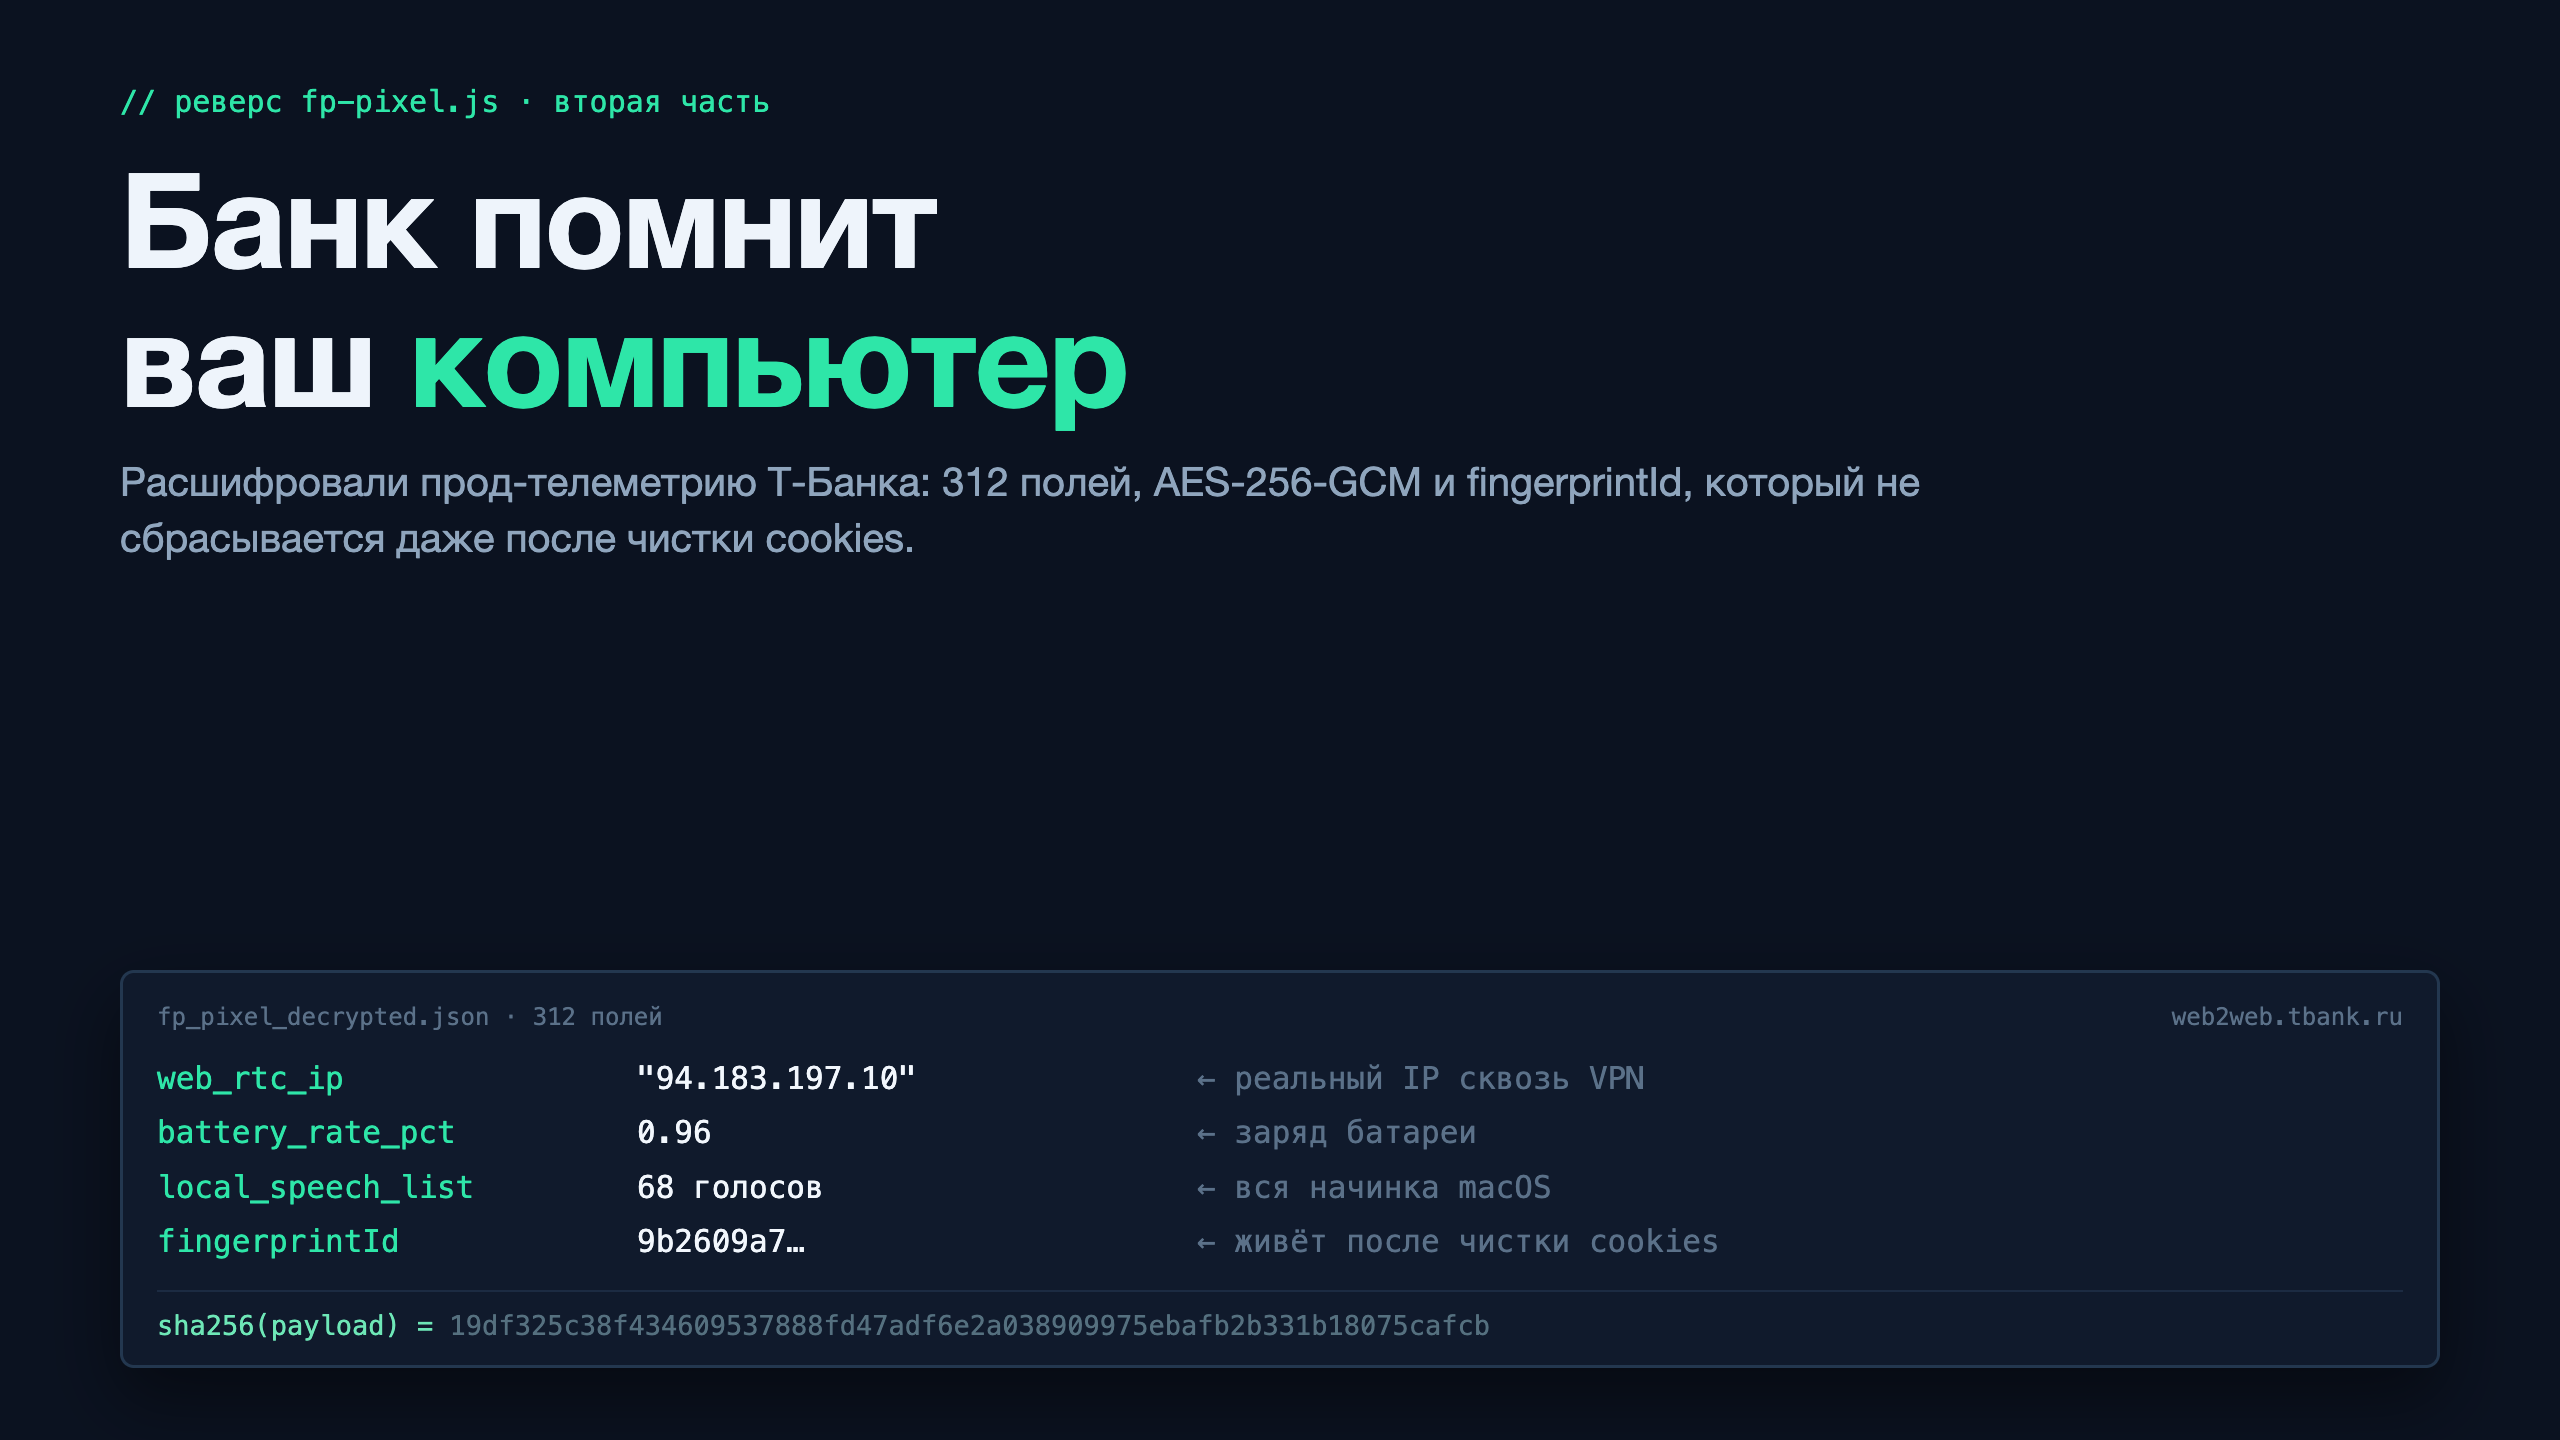 // реверс fp-pixel.js · вторая часть
Банк помнит
ваш компьютер
Расшифровали прод-телеметрию Т-Банка: 312 полей, AES-256-GCM и fingerprintId, который не
сбрасывается даже после чистки cookies.
fp_pixel_decrypted.json · 312 полей web2web.tbank.ru
web_rtc_ip "94.183.197.10" ← реальный IP сквозь VPN
battery_rate_pct 0.96 ← заряд батареи
local_speech_list 68 голосов ← вся начинка macOS
fingerprintId 9b2609a7… ← живёт после чистки cookies
sha256(payload) = 19df325c38f434609537888fd47adf6e2a038909975ebafb2b331b18075cafcb